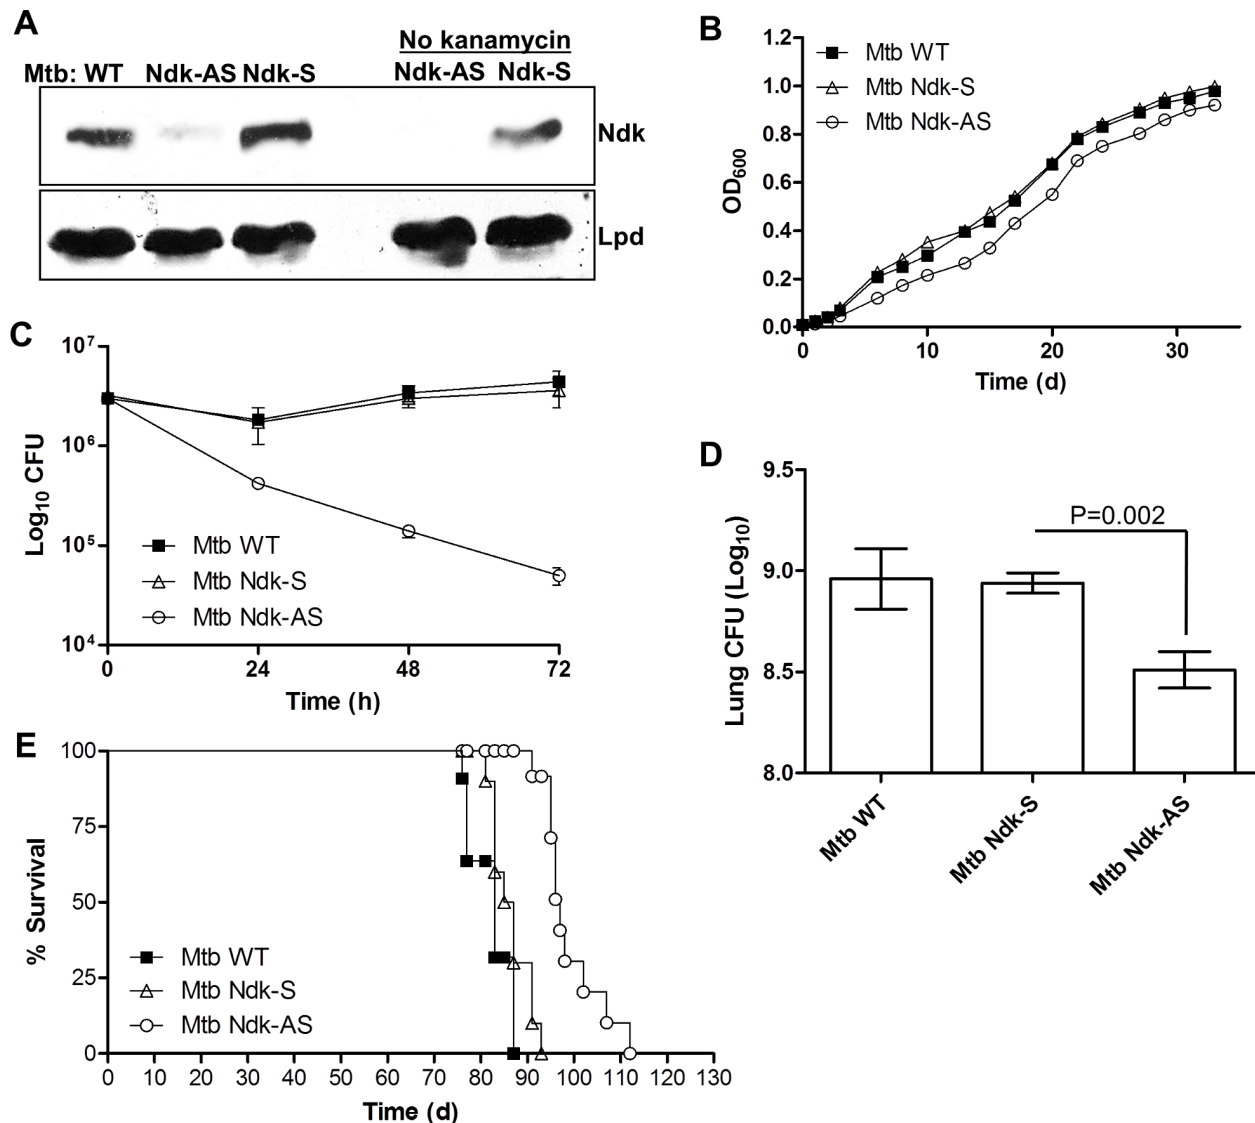 A
No kanamycin
Mtb: WT Ndk-AS Ndk-S Ndk-AS Ndk-S
Ndk
Lpd
B
Mtb WT
Mtb Ndk-S
Mtb Ndk-AS
1.2
1.0
0.8
0.6
0.4
0.2
0.0
OD600
0 10 20 30
Time (d)
C
10⁷
10⁶
10⁵
10⁴
Log10 CFU
Mtb WT
Mtb Ndk-S
Mtb Ndk-AS
0 24 48 72
Time (h)
D
9.5
9.0
8.5
8.0
Lung CFU (Log10)
P=0.002
Mtb WT
Mtb Ndk-S
Mtb Ndk-AS
E
100
75
50
25
0
% Survival
Mtb WT
Mtb Ndk-S
Mtb Ndk-AS
0 10 20 30 40 50 60 70 80 90 100 110 120 130
Time (d)